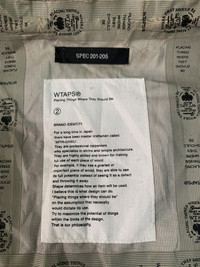 SPEC 201-205
WTAPS®
Placing Things Where They Should Be
②
BRAND IDENTITY
For a long time in Japan
there have been master craftsmen called
They are professional carpenters
who specialize in shrine and temple architecture.
They are highly skilled and known for making
full use of each piece of wood.
For example, if they see a gnarled or
imperfect piece of wood, they are able to see
its full potential instead of seeing it as a defect
and throwing it away.
Shape determines how an item will be used.
I believe this is what design can do.
"Placing things where they should be"
on the assumption that necessity
would dictate its use.
Try to maximize the potential of things
within the limits of the design.
That is our philosophy.